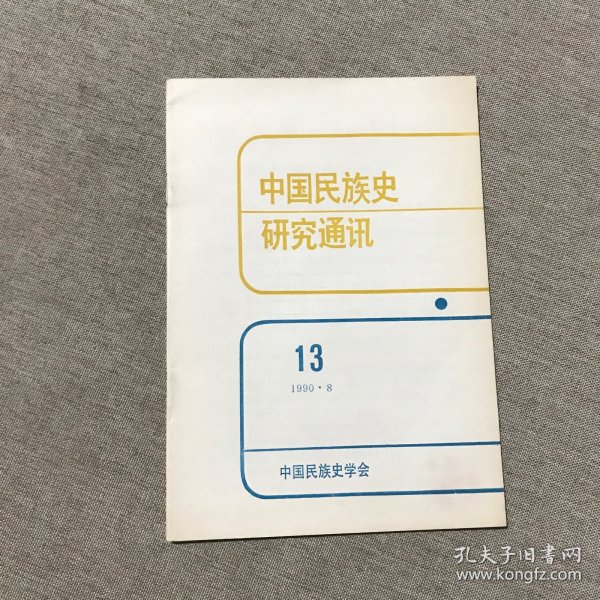 中国民族史
研究通讯
13
1990·8
中国民族史学会
孔夫子旧書网
www.kongfz.com